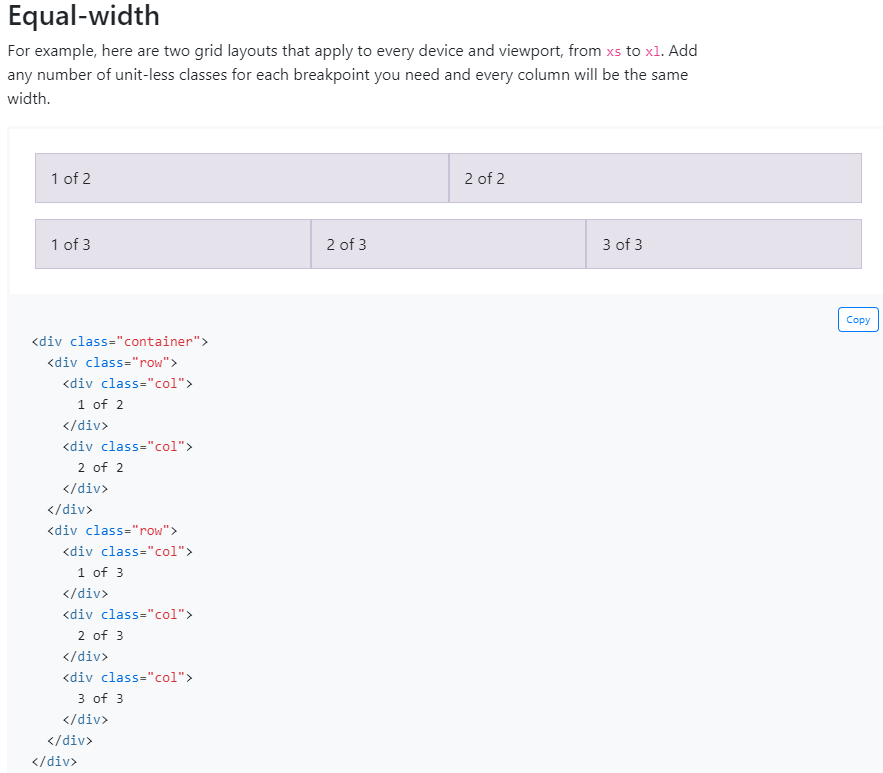 Equal-width
For example, here are two grid layouts that apply to every device and viewport, from xs to xl. Add
any number of unit-less classes for each breakpoint you need and every column will be the same
width.
1 of 2 2 of 2
1 of 3 2 of 3 3 of 3
Copy
<div class="container">
  <div class="row">
    <div class="col">
      1 of 2
    </div>
    <div class="col">
      2 of 2
    </div>
  </div>
  <div class="row">
    <div class="col">
      1 of 3
    </div>
    <div class="col">
      2 of 3
    </div>
    <div class="col">
      3 of 3
    </div>
  </div>
</div>